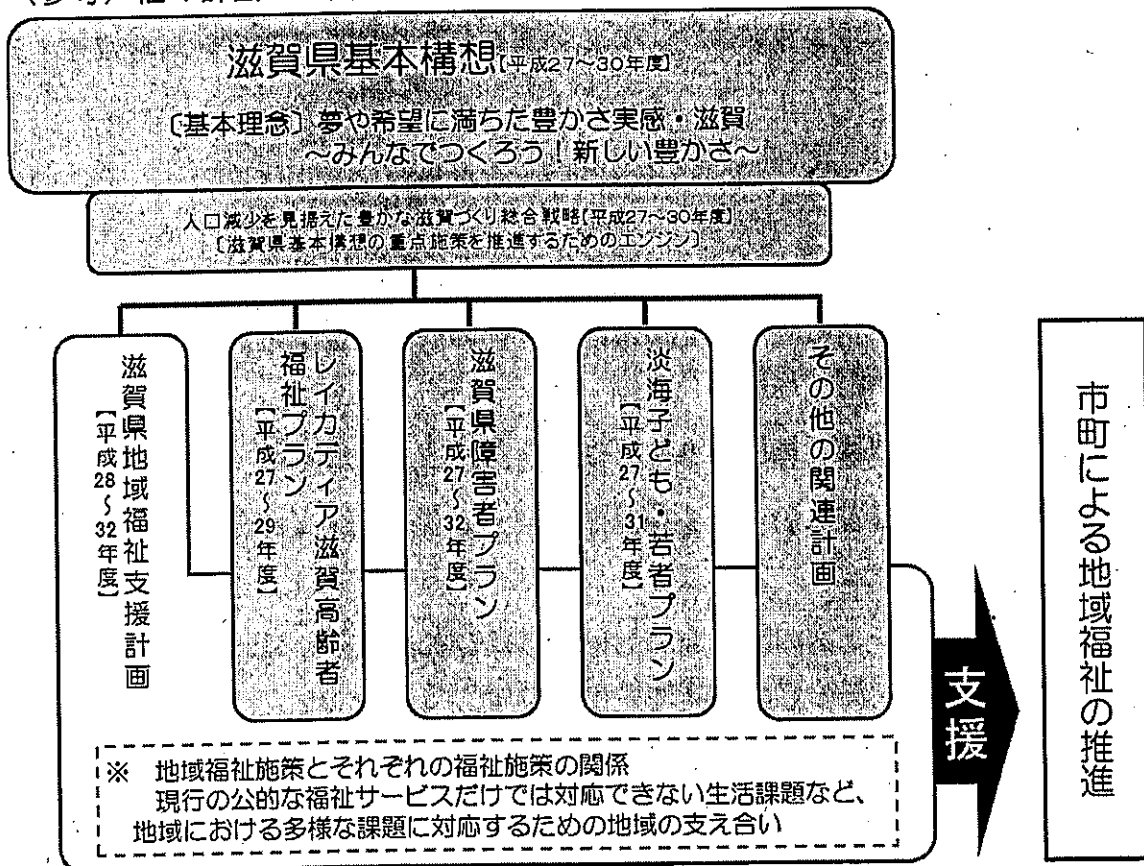 滋賀県基本構想【平成27～30年度】
〔基本理念〕夢や希望に満ちた豊かさ実感・滋賀
～みんなでつくろう！新しい豊かさ～
人口減少を見据えた豊かな滋賀づくり総合戦略【平成27～30年度】
〔滋賀県基本構想の重点施策を推進するためのエンジン〕
滋賀県地域福祉支援計画
【平成28～32年度】
レイカディア滋賀高齢者
福祉プラン
【平成27～29年度】
滋賀県障害者プラン
【平成27～32年度】
淡海子ども・若者プラン
【平成27～31年度】
その他の関連計画
支援
市町による地域福祉の推進
※ 地域福祉施策とそれぞれの福祉施策の関係
現行の公的な福祉サービスだけでは対応できない生活課題など、
地域における多様な課題に対応するための地域の支え合い